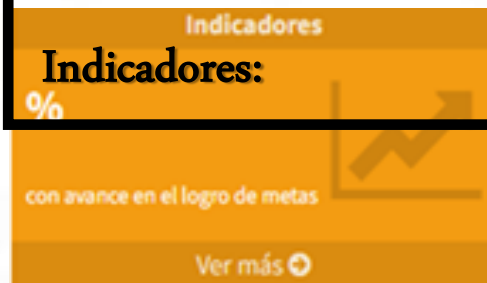 Indicadores
Indicadores:
%
con avance en el logro de metas
Ver más